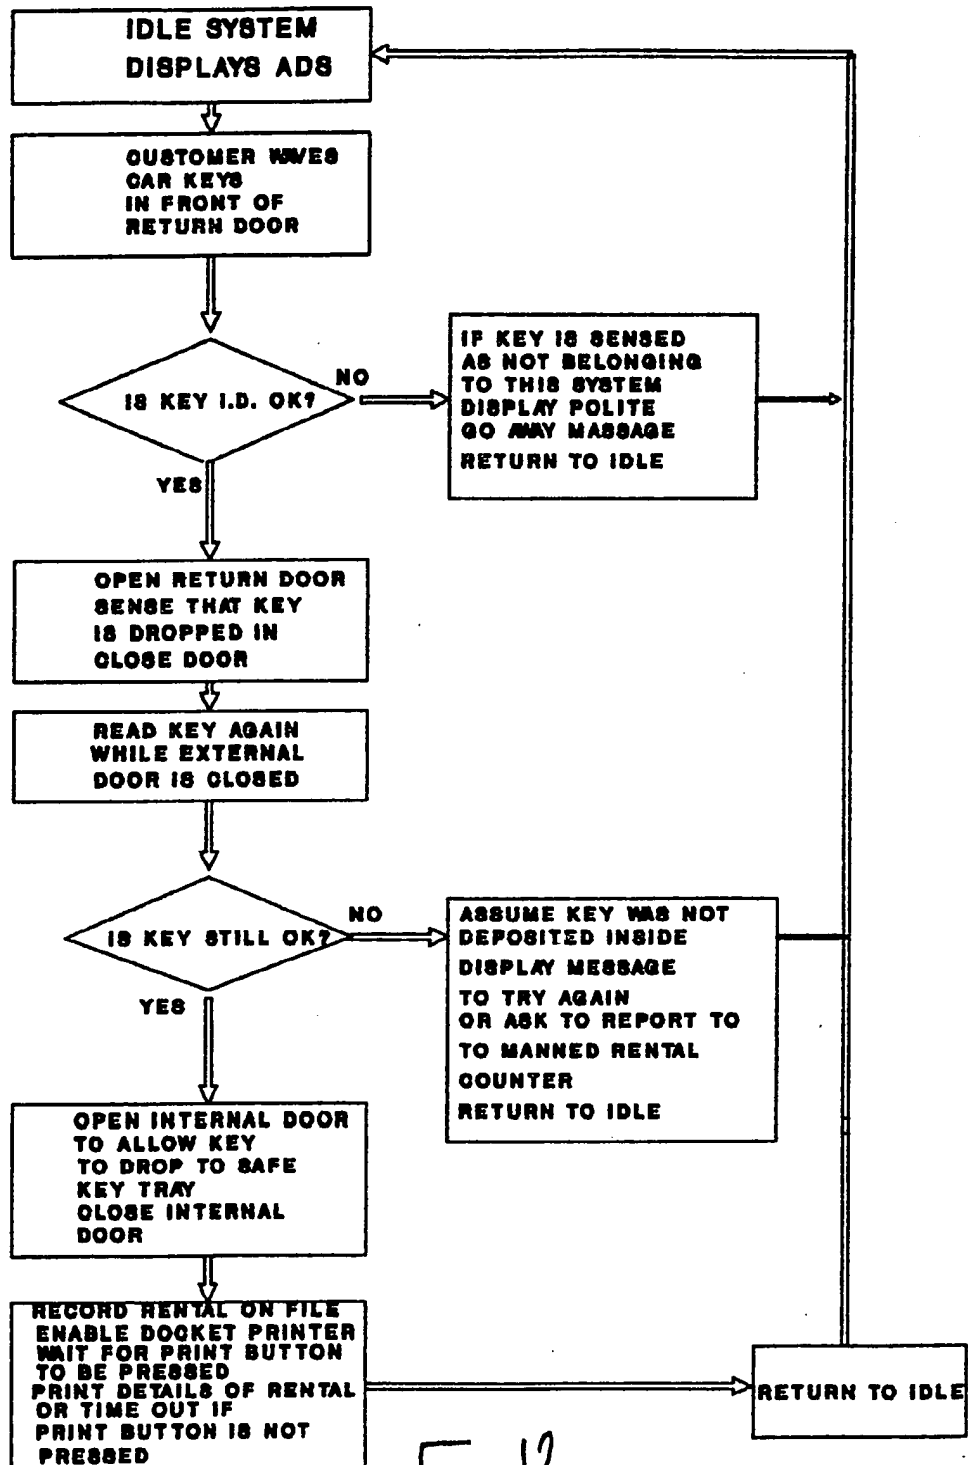 IDLE SYSTEM
DISPLAYS ADS
CUSTOMER WAVES
CAR KEYS
IN FRONT OF
RETURN DOOR
IS KEY I.D. OK?
NO
IF KEY IS SENSED
AS NOT BELONGING
TO THIS SYSTEM
DISPLAY POLITE
GO AWAY MASSAGE
RETURN TO IDLE
YES
OPEN RETURN DOOR
SENSE THAT KEY
IS DROPPED IN
CLOSE DOOR
READ KEY AGAIN
WHILE EXTERNAL
DOOR IS CLOSED
IS KEY STILL OK?
NO
ASSUME KEY WAS NOT
DEPOSITED INSIDE
DISPLAY MESSAGE
TO TRY AGAIN
OR ASK TO REPORT TO
TO MANNED RENTAL
COUNTER
RETURN TO IDLE
YES
OPEN INTERNAL DOOR
TO ALLOW KEY
TO DROP TO SAFE
KEY TRAY
CLOSE INTERNAL
DOOR
RECORD RENTAL ON FILE
ENABLE DOCKET PRINTER
WAIT FOR PRINT BUTTON
TO BE PRESSED
PRINT DETAILS OF RENTAL
OR TIME OUT IF
PRINT BUTTON IS NOT
PRESSED
RETURN TO IDLE